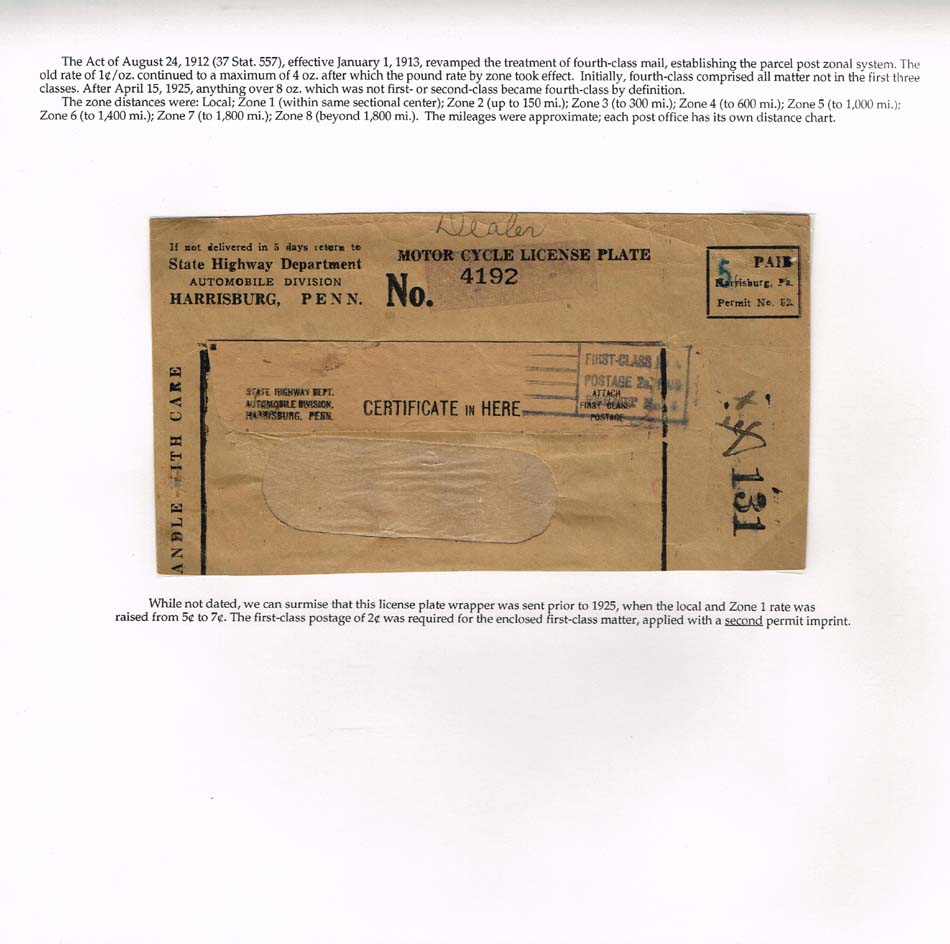 The Act of August 24, 1912 (37 Stat. 557), effective January 1, 1913, revamped the treatment of fourth-class mail, establishing the parcel post zonal system. The
old rate of 1¢/oz. continued to a maximum of 4 oz. after which the pound rate by zone took effect. Initially, fourth-class comprised all matter not in the first three
classes. After April 15, 1925, anything over 8 oz. which was not first- or second-class became fourth-class by definition.
The zone distances were: Local; Zone 1 (within same sectional center); Zone 2 (up to 150 mi.); Zone 3 (to 300 mi.); Zone 4 (to 600 mi.); Zone 5 (to 1,000 mi.);
Zone 6 (to 1,400 mi.); Zone 7 (to 1,800 mi.); Zone 8 (beyond 1,800 mi.). The mileages were approximate; each post office has its own distance chart.
Dealer
If not delivered in 5 days return to
State Highway Department
AUTOMOBILE DIVISION
HARRISBURG, PENN.
MOTOR CYCLE LICENSE PLATE
No. 4192
5 PAID
Harrisburg, Pa.
Permit No. 52
STATE HIGHWAY DEPT.
AUTOMOBILE DIVISION,
HARRISBURG, PENN.
CERTIFICATE IN HERE
FIRST-CLASS
POSTAGE
ATTACH
FIRST CLASS
POSTAGE
ANDLE ITH CARE
131
While not dated, we can surmise that this license plate wrapper was sent prior to 1925, when the local and Zone 1 rate was
raised from 5¢ to 7¢. The first-class postage of 2¢ was required for the enclosed first-class matter, applied with a second permit imprint.